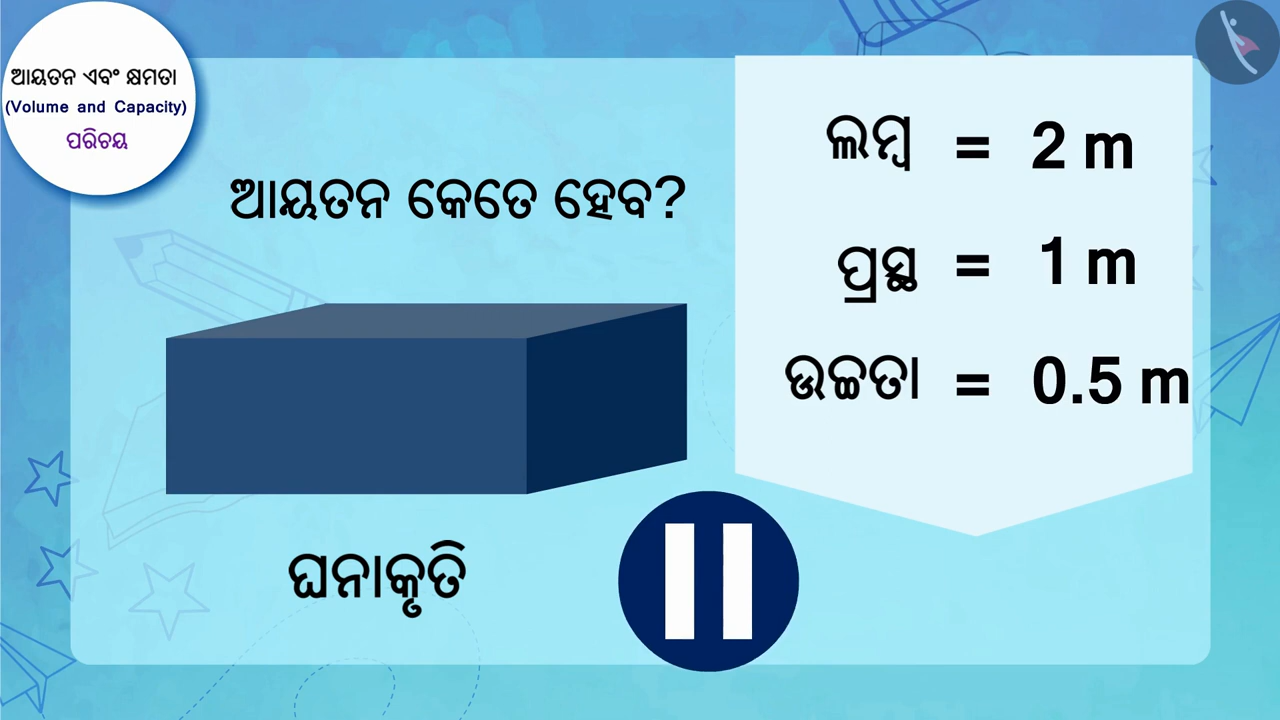 ଆୟତନ ଏବଂ କ୍ଷମତା
(Volume and Capacity)
ପରିଚୟ
ଆୟତନ କେତେ ହେବ?
ଲମ୍ବ = 2 m
ପ୍ରସ୍ଥ = 1 m
ଉଚ୍ଚତା = 0.5 m
ଘନାକୃତି